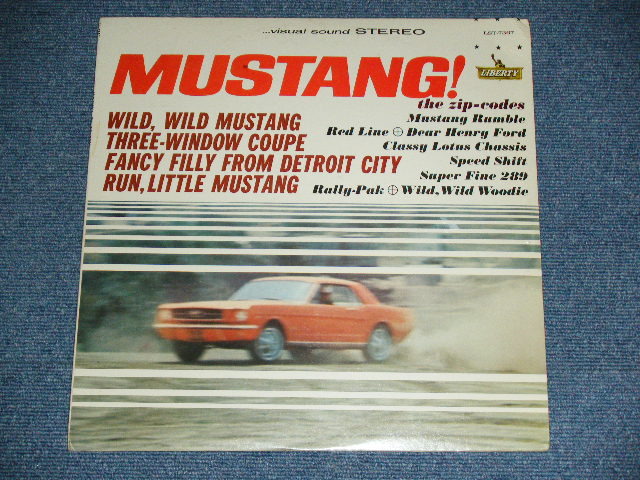 ...visual sound STEREO
LST-7367
MUSTANG!
LIBERTY
the zip-codes
WILD, WILD MUSTANG
THREE-WINDOW COUPE
FANCY FILLY FROM DETROIT CITY
RUN, LITTLE MUSTANG
Mustang Rumble
Red Line ⊕ Dear Henry Ford
Classy Lotus Chassis
Speed Shift
Super Fine 289
Rally-Pak ⊕ Wild, Wild Woodie